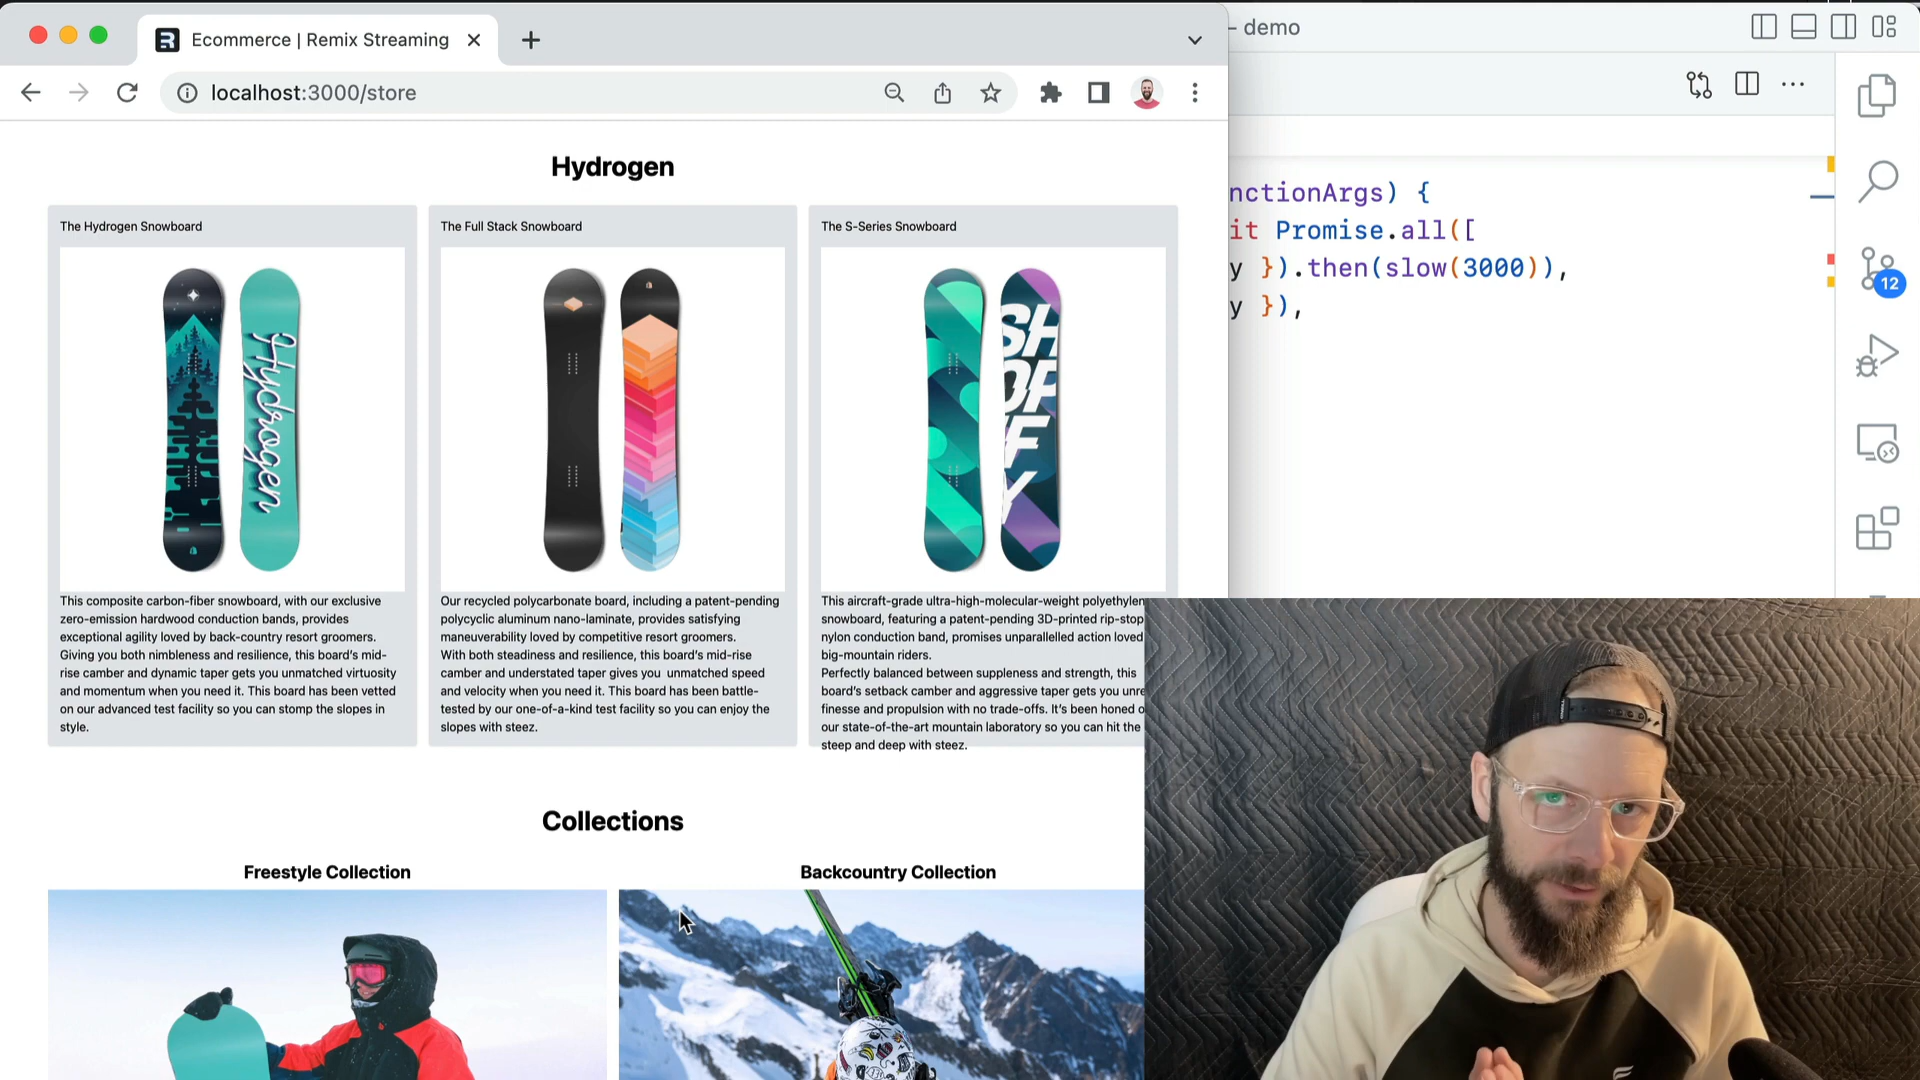 Ecommerce | Remix Streaming
– demo
localhost:3000/store
Hydrogen
nctionArgs) {
it Promise.all([
y }).then(slow(3000)),
y }),
12
The Hydrogen Snowboard
The Full Stack Snowboard
The S-Series Snowboard
Hydrogen
SH
OP
IF
Y
This composite carbon-fiber snowboard, with our exclusive
zero-emission hardwood conduction bands, provides
exceptional agility loved by back-country resort groomers.
Giving you both nimbleness and resilience, this board's mid-
rise camber and dynamic taper gets you unmatched virtuosity
and momentum when you need it. This board has been vetted
on our advanced test facility so you can stomp the slopes in
style.
Our recycled polycarbonate board, including a patent-pending
polycyclic aluminum nano-laminate, provides satisfying
maneuverability loved by competitive resort groomers.
With both steadiness and resilience, this board's mid-rise
camber and understated taper gives you unmatched speed
and velocity when you need it. This board has been battle-
tested by our one-of-a-kind test facility so you can enjoy the
slopes with steez.
This aircraft-grade ultra-high-molecular-weight polyethylen
snowboard, featuring a patent-pending 3D-printed rip-stop
nylon conduction band, promises unparallelled action loved
big-mountain riders.
Perfectly balanced between suppleness and strength, this
board's setback camber and aggressive taper gets you unre
finesse and propulsion with no trade-offs. It's been honed o
our state-of-the-art mountain laboratory so you can hit the
steep and deep with steez.
Collections
Freestyle Collection
Backcountry Collection